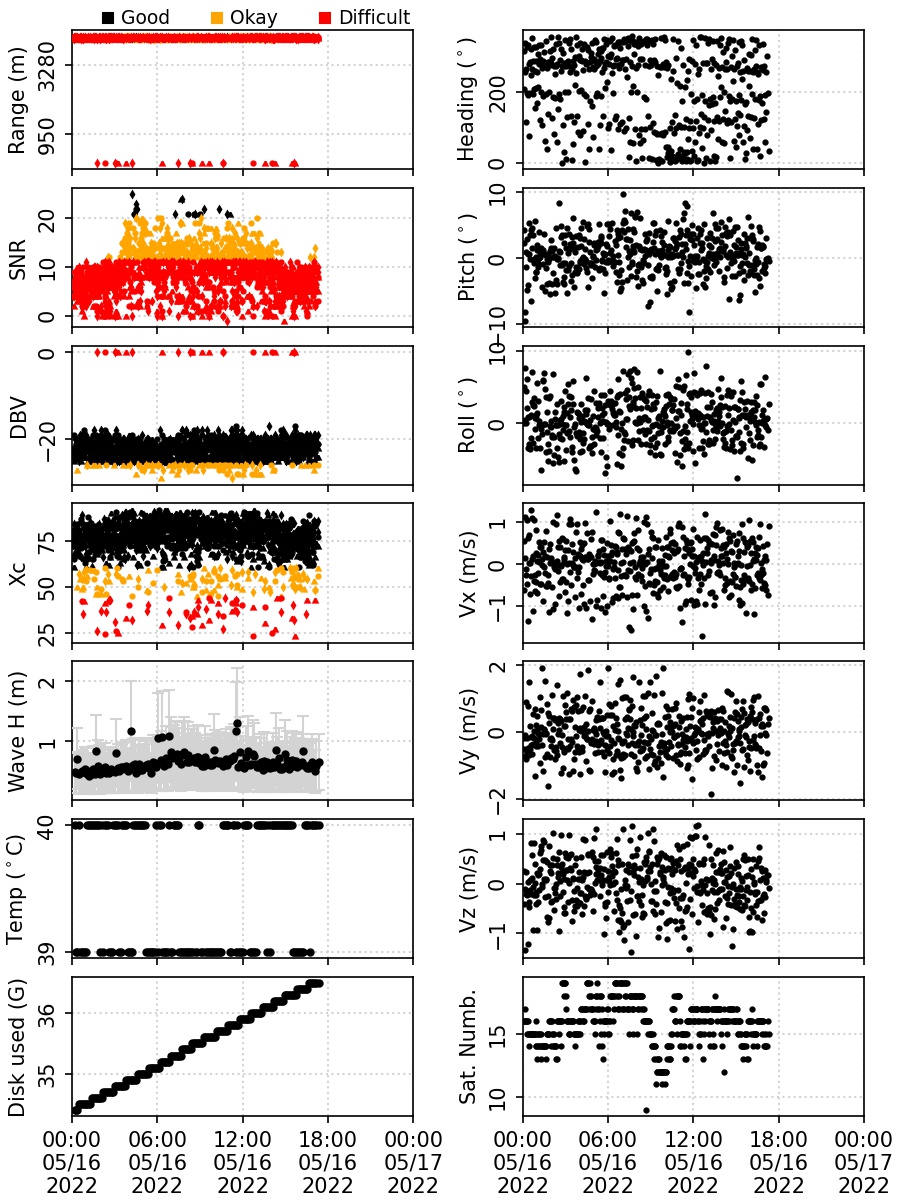 Good Okay Difficult
Range (m)
3280
950
Heading (°)
200
0
SNR
20
10
0
Pitch (°)
10
0
−10
DBV
0
−20
Roll (°)
10
0
Xc
75
50
25
Vx (m/s)
1
0
−1
Wave H (m)
2
1
Vy (m/s)
2
0
−2
Temp (°C)
40
39
Vz (m/s)
1
0
−1
Disk used (G)
36
35
Sat. Numb.
15
10
00:00 06:00 12:00 18:00 00:00
05/16 05/16 05/16 05/16 05/17
2022 2022 2022 2022 2022
00:00 06:00 12:00 18:00 00:00
05/16 05/16 05/16 05/16 05/17
2022 2022 2022 2022 2022